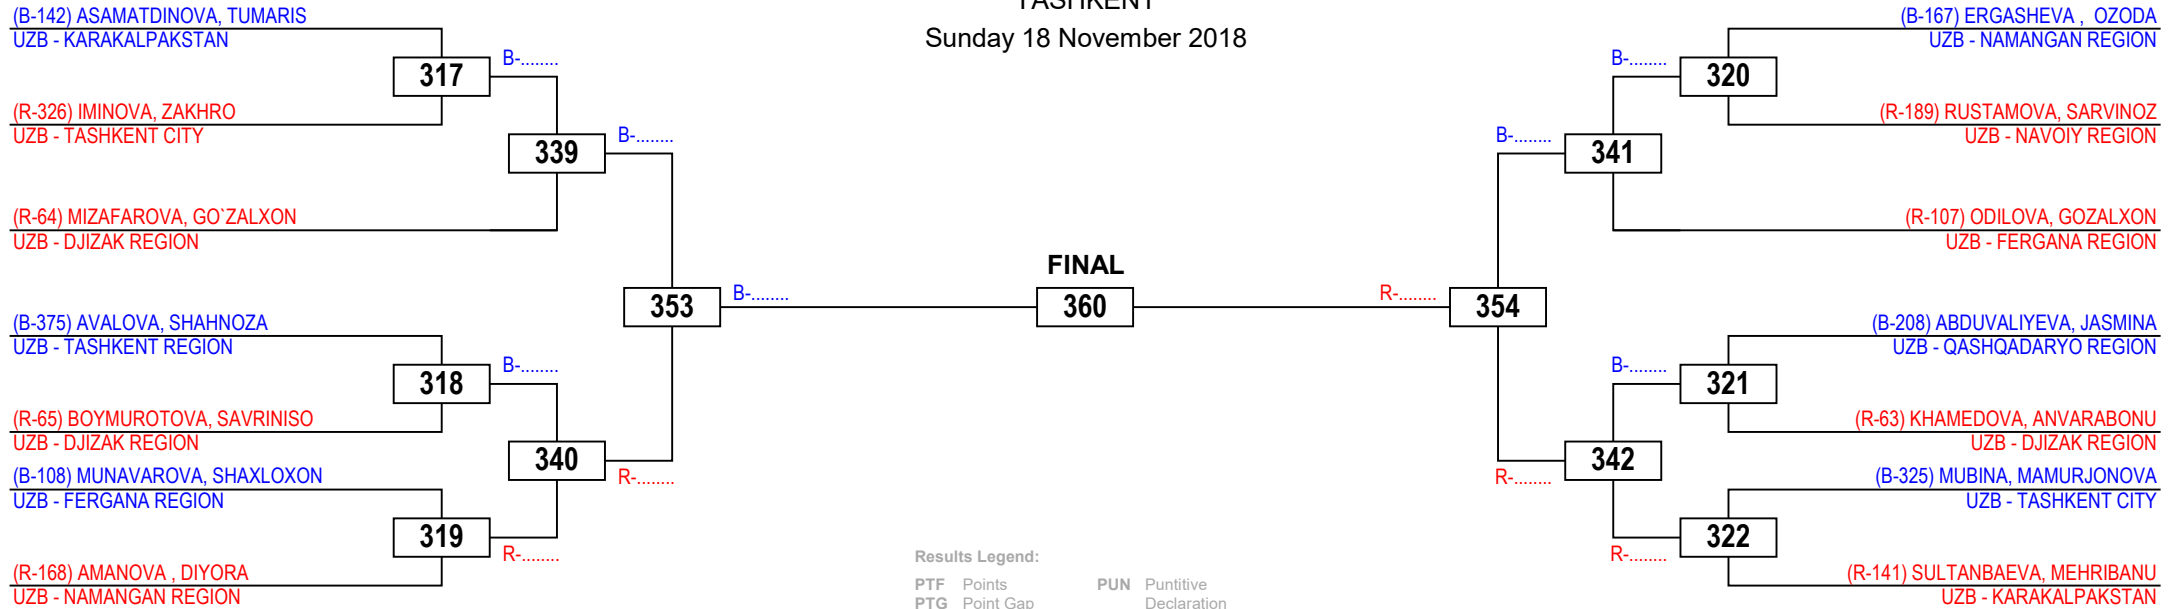 TASHKENT
Sunday 18 November 2018
(B-142) ASAMATDINOVA, TUMARIS
UZB - KARAKALPAKSTAN
317
B-........
(R-326) IMINOVA, ZAKHRO
UZB - TASHKENT CITY
339
B-........
(R-64) MIZAFAROVA, GO`ZALXON
UZB - DJIZAK REGION
353
B-........
(B-375) AVALOVA, SHAHNOZA
UZB - TASHKENT REGION
318
B-........
(R-65) BOYMUROTOVA, SAVRINISO
UZB - DJIZAK REGION
340
R-........
(B-108) MUNAVAROVA, SHAXLOXON
UZB - FERGANA REGION
319
R-........
(R-168) AMANOVA , DIYORA
UZB - NAMANGAN REGION
FINAL
360
(B-167) ERGASHEVA , OZODA
UZB - NAMANGAN REGION
B-........
320
(R-189) RUSTAMOVA, SARVINOZ
UZB - NAVOIY REGION
B-........
341
(R-107) ODILOVA, GOZALXON
UZB - FERGANA REGION
R-........
354
(B-208) ABDUVALIYEVA, JASMINA
UZB - QASHQADARYO REGION
B-........
321
(R-63) KHAMEDOVA, ANVARABONU
UZB - DJIZAK REGION
R-........
342
(B-325) MUBINA, MAMURJONOVA
UZB - TASHKENT CITY
R-........
322
(R-141) SULTANBAEVA, MEHRIBANU
UZB - KARAKALPAKSTAN
Results Legend:
PTF Points PUN Puntitive
PTG Point Gap Declaration